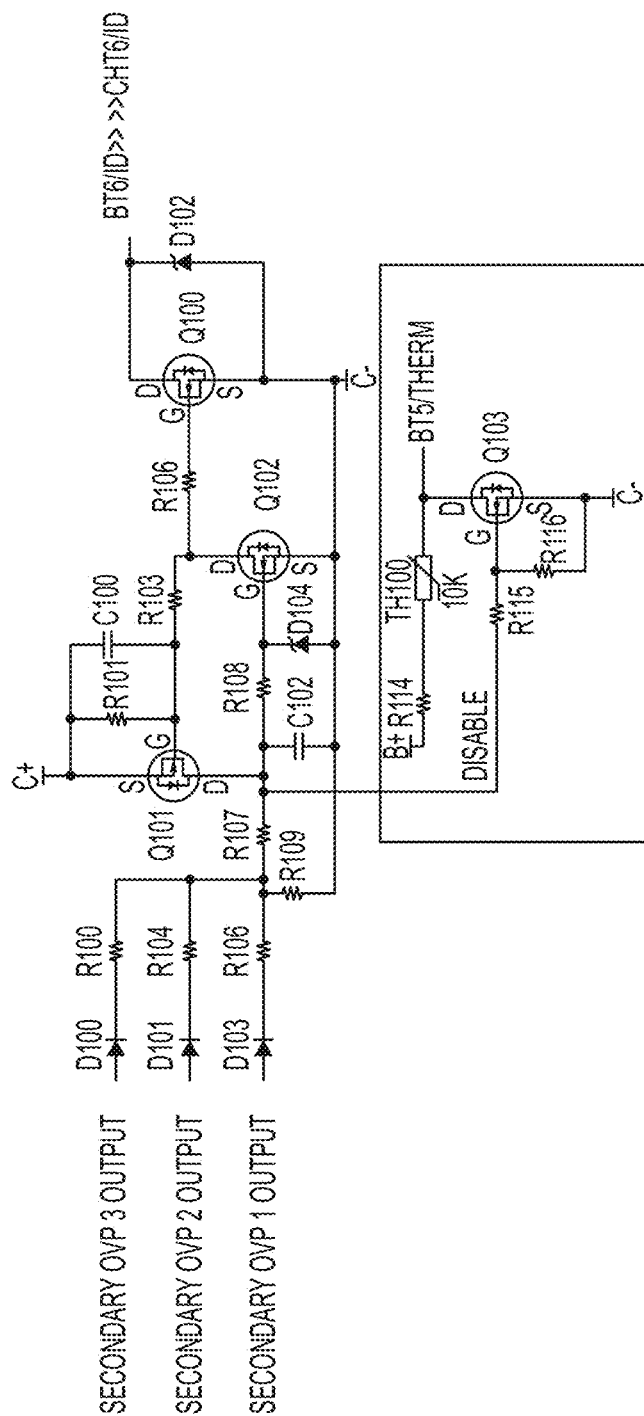 SECONDARY OVP 3 OUTPUT
D100
R100
SECONDARY OVP 2 OUTPUT
D101
R104
SECONDARY OVP 1 OUTPUT
D103
R106
R107
R109
C+
S
G
D
Q101
R101
C100
R103
R108
C102
D104
D
G
S
Q102
R106
D
G
S
Q100
D102
BT6/ID>> >>CHT6/ID
C-
DISABLE
B+
R114
TH100
10K
BT5/THERM
R115
R116
D
G
S
Q103
C-